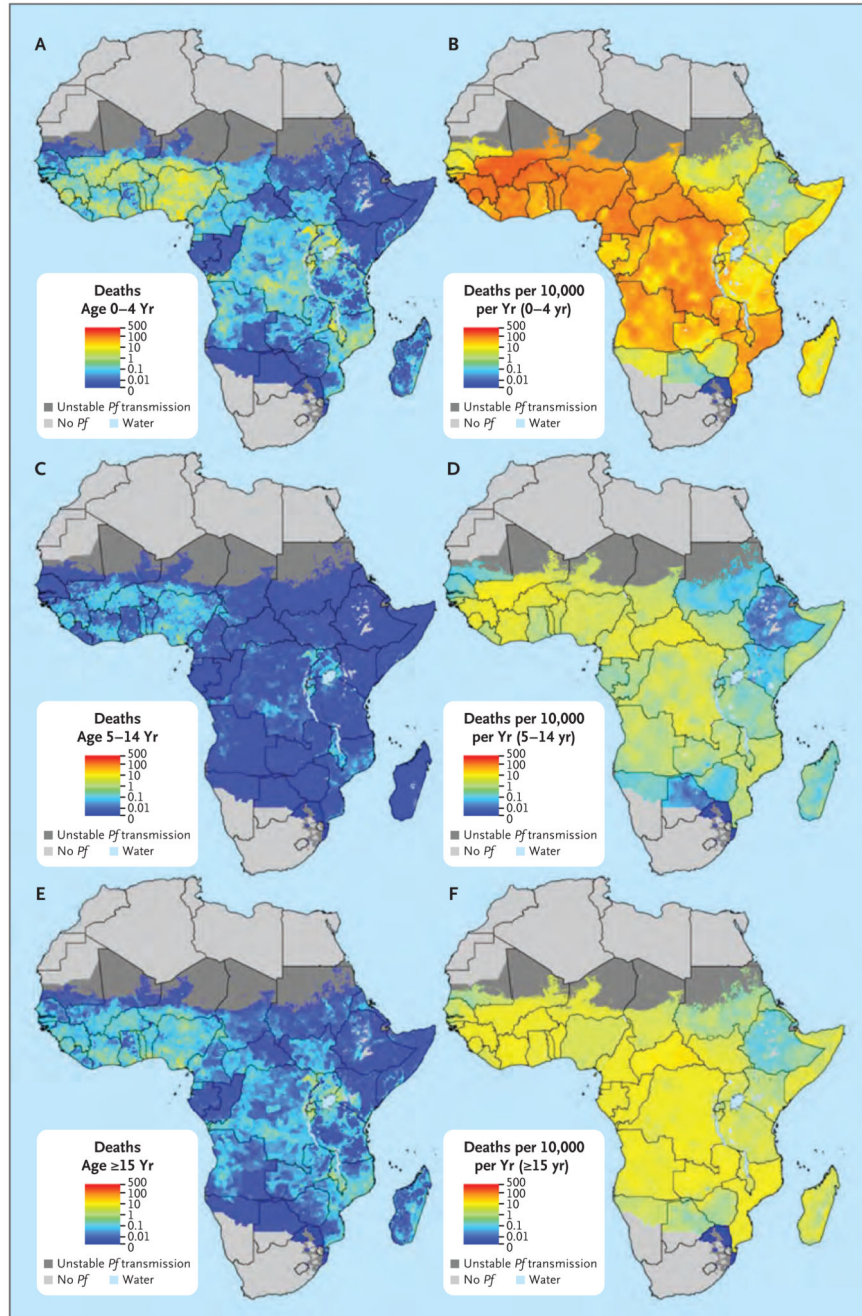 A
B
Deaths
Age 0–4 Yr
500
100
10
1
0.1
0.01
0
Unstable Pf transmission
No Pf Water
Deaths per 10,000
per Yr (0–4 yr)
500
100
10
1
0.1
0.01
0
Unstable Pf transmission
No Pf Water
C
D
Deaths
Age 5–14 Yr
500
100
10
1
0.1
0.01
0
Unstable Pf transmission
No Pf Water
Deaths per 10,000
per Yr (5–14 yr)
500
100
10
1
0.1
0.01
0
Unstable Pf transmission
No Pf Water
E
F
Deaths
Age ≥15 Yr
500
100
10
1
0.1
0.01
0
Unstable Pf transmission
No Pf Water
Deaths per 10,000
per Yr (≥15 yr)
500
100
10
1
0.1
0.01
0
Unstable Pf transmission
No Pf Water